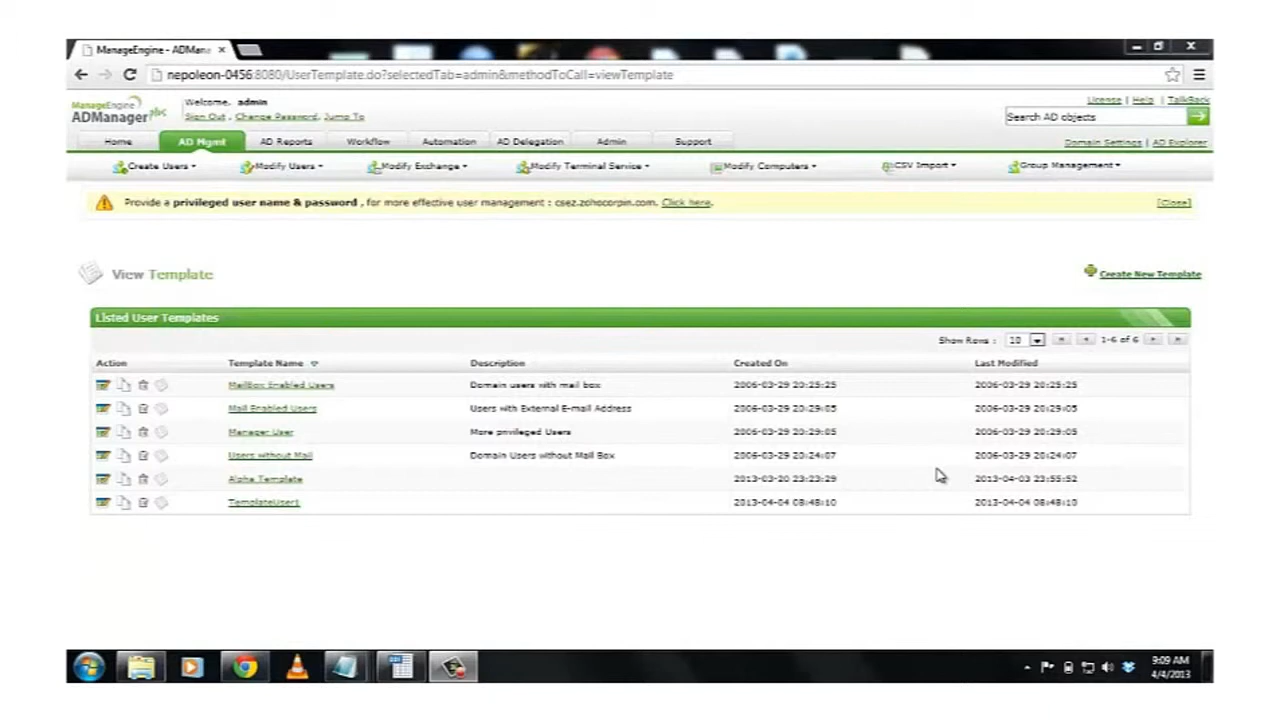 ManageEngine - ADMana
nepoleon-0456:8080/UserTemplate.do?selectedTab=admin&methodToCall=viewTemplate
ManageEngine
ADManager plus
Welcome, admin
Sign Out . Change Password . Jump To
License | Help | TalkBack
Search AD objects
Home AD Mgmt AD Reports Workflow Automation AD Delegation Admin Support
Domain Settings | AD Explorer
Create Users Modify Users Modify Exchange Modify Terminal Service Modify Computers CSV Import Group Management
Provide a privileged user name & password , for more effective user management : csez.zohocorpin.com. Click here. [Close]
View Template
Create New Template
Listed User Templates
Show Rows : 10 1-6 of 6
Action Template Name Description Created On Last Modified
MailBox Enabled Users Domain users with mail box 2006-03-29 20:25:25 2006-03-29 20:25:25
Mail Enabled Users Users with External E-mail Address 2006-03-29 20:29:05 2006-03-29 20:29:05
Manager User More privileged Users 2006-03-29 20:29:05 2006-03-29 20:29:05
Users without Mail Domain Users without Mail Box 2006-03-29 20:24:07 2006-03-29 20:24:07
Alpha Template 2013-03-20 23:23:29 2013-04-03 23:55:52
TemplateUser1 2013-04-04 08:48:10 2013-04-04 08:48:10
9:09 AM
4/4/2013